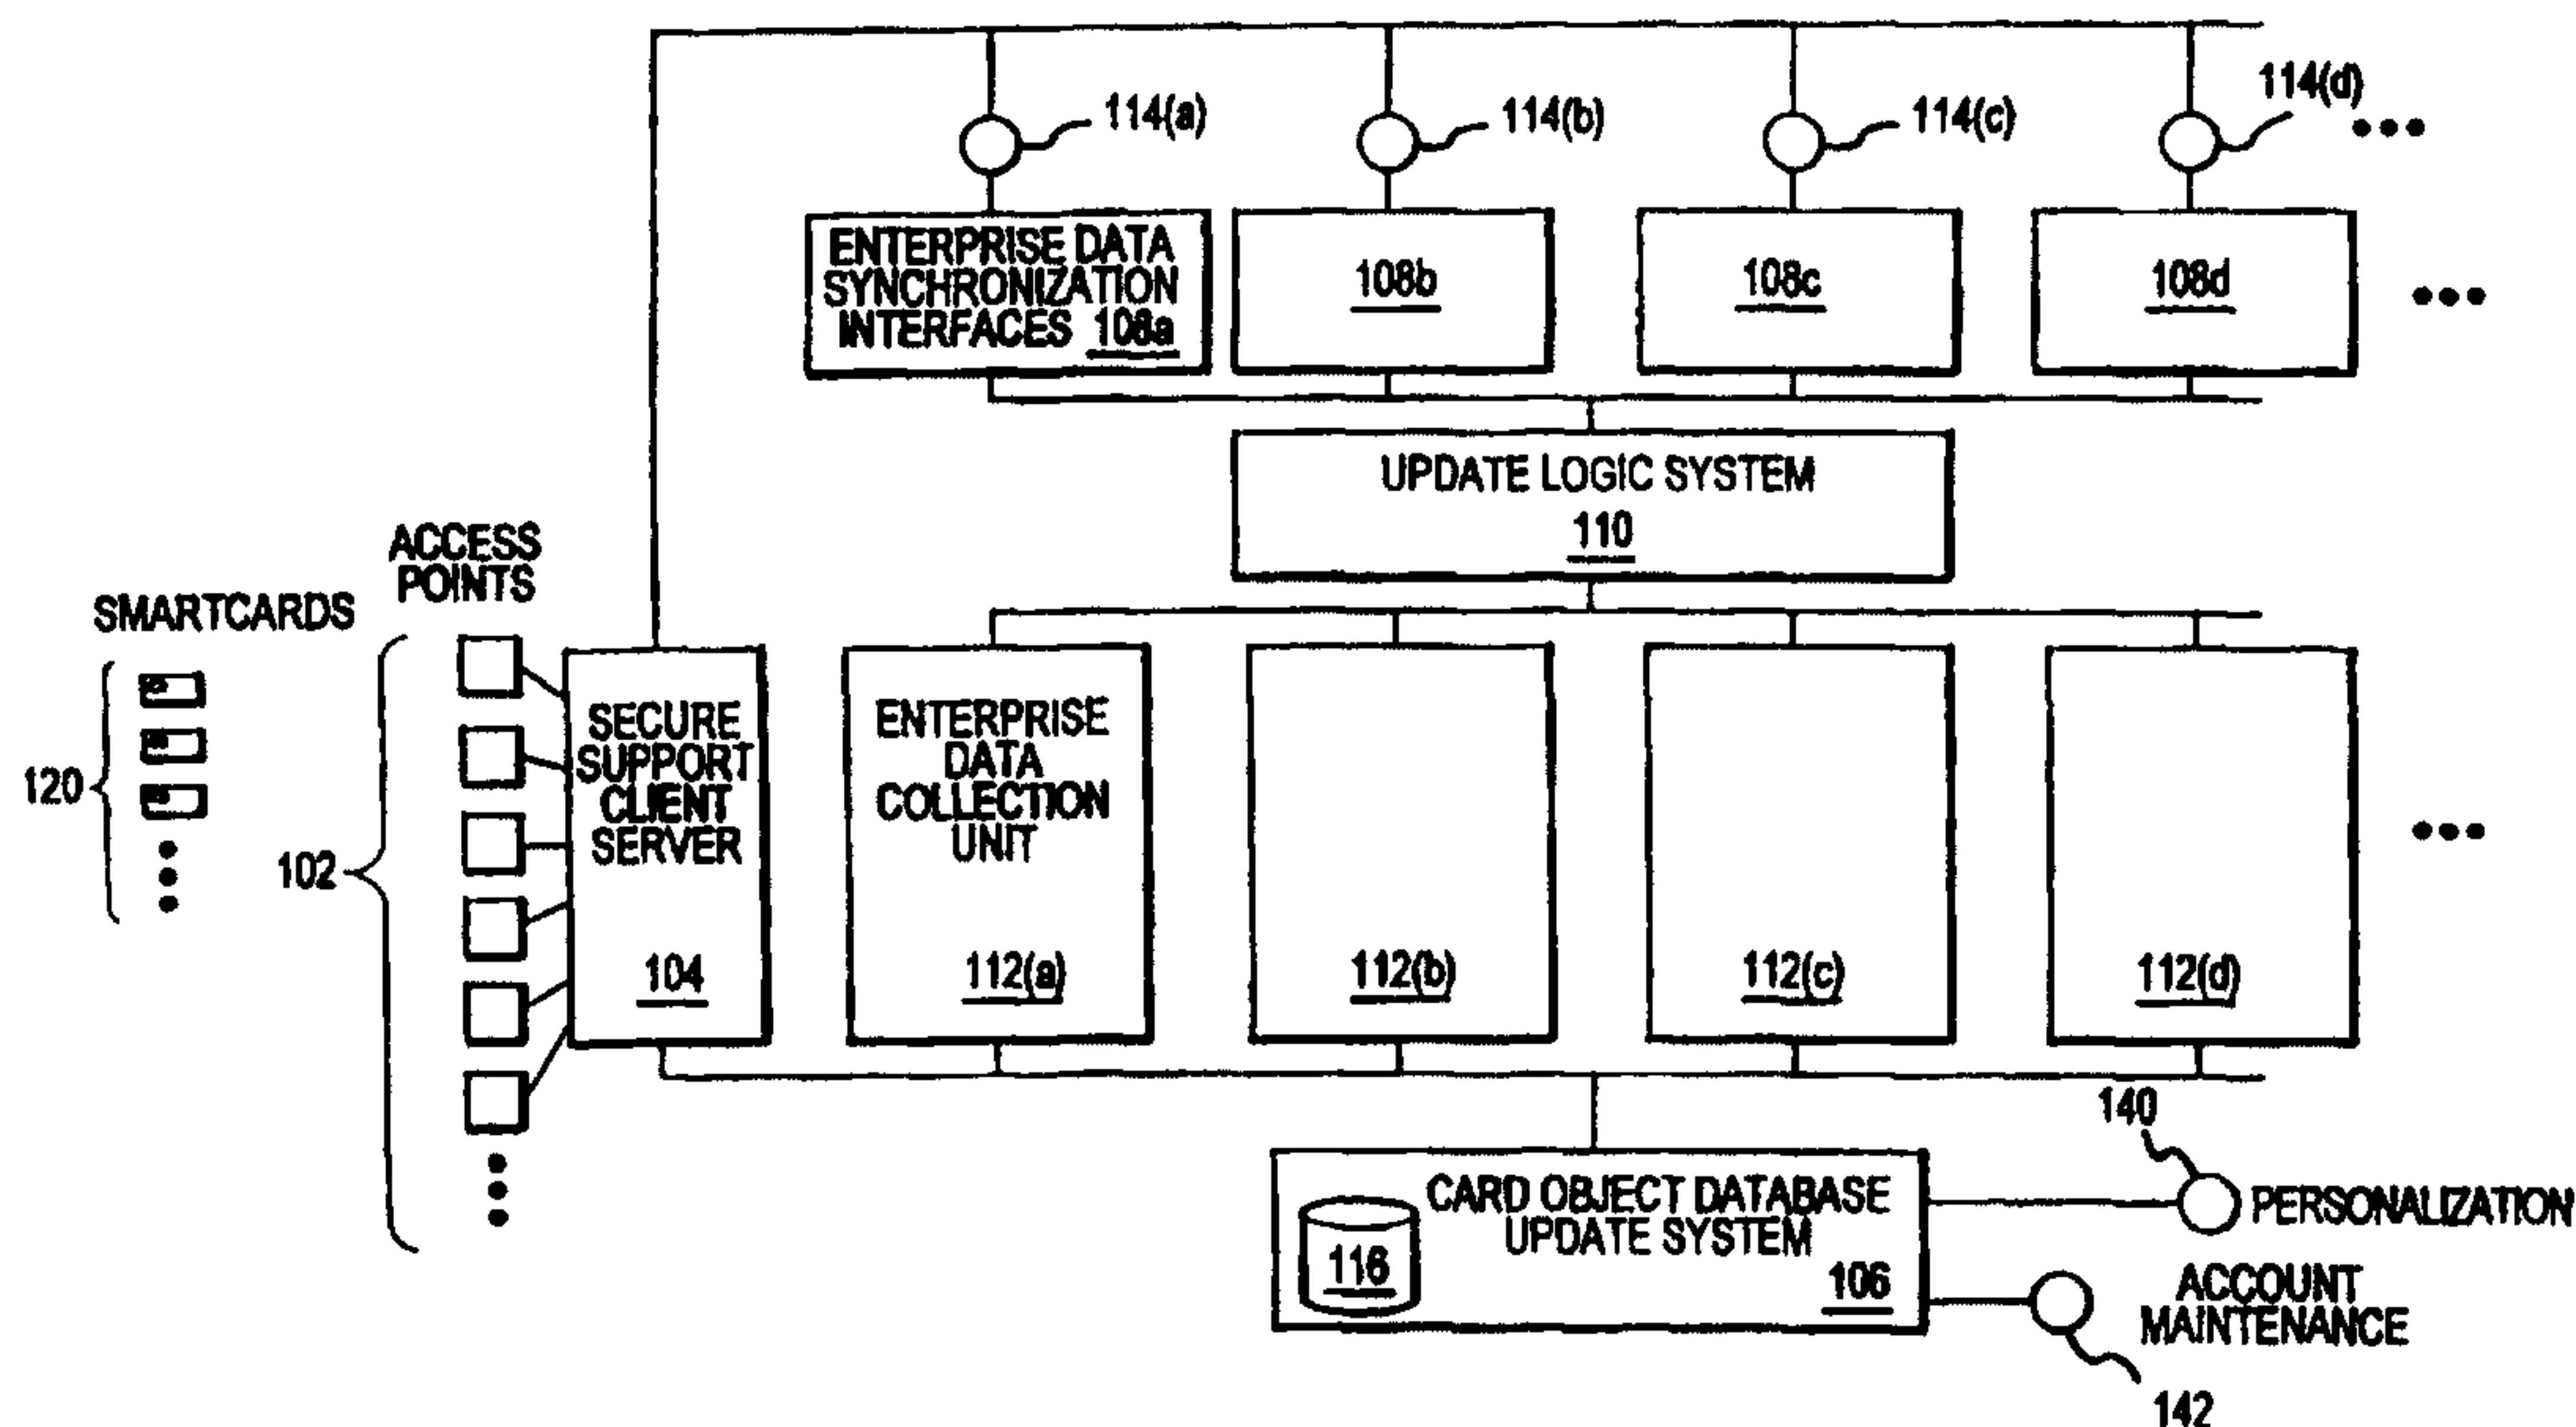 114(a)
114(b)
114(c)
114(d)
ENTERPRISE DATA
SYNCHRONIZATION
INTERFACES 108a
108b
108c
108d
UPDATE LOGIC SYSTEM
110
ACCESS
POINTS
SMARTCARDS
120
102
SECURE
SUPPORT
CLIENT
SERVER
104
ENTERPRISE
DATA
COLLECTION
UNIT
112(a)
112(b)
112(c)
112(d)
CARD OBJECT DATABASE
UPDATE SYSTEM
116
106
140
PERSONALIZATION
ACCOUNT
MAINTENANCE
142